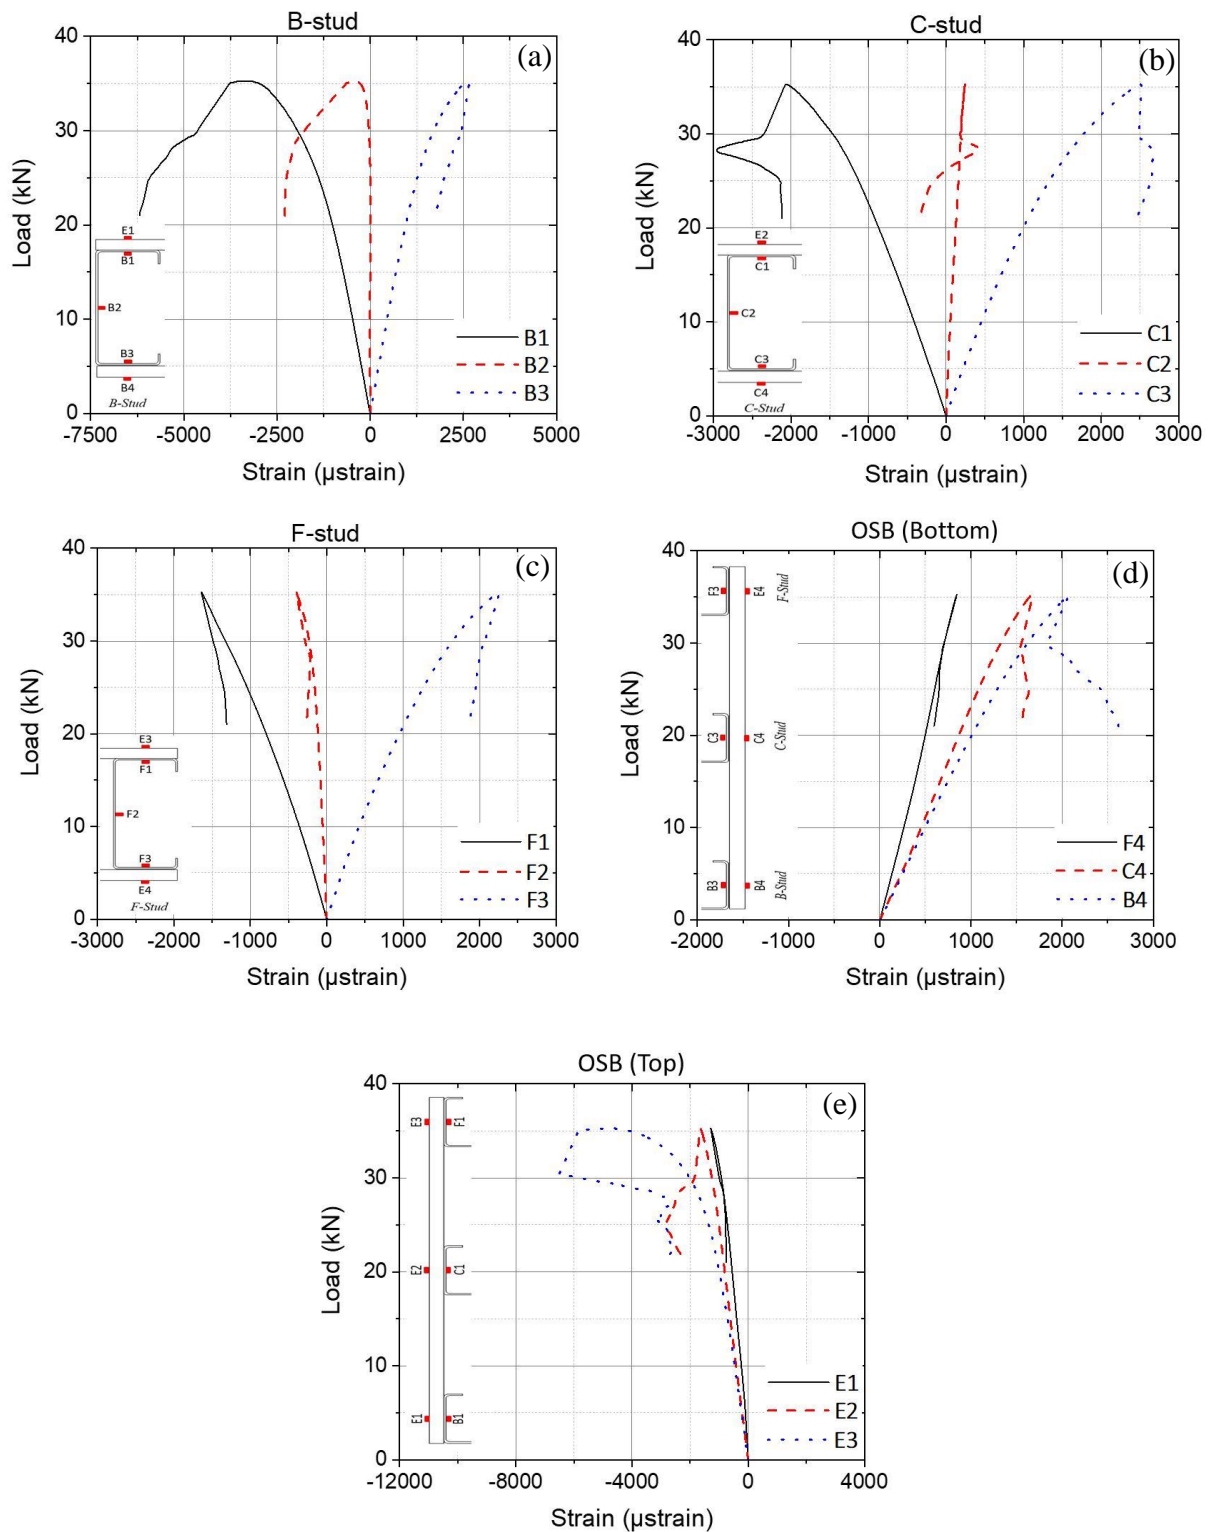 B-stud
(a)
40
30
20
10
0
Load (kN)
E1
B1
B2
B3
B4
B-Stud
B1
B2
B3
-7500 -5000 -2500 0 2500 5000
Strain (µstrain)
C-stud
(b)
40
30
20
10
0
Load (kN)
E2
C1
C2
C3
C4
C-Stud
C1
C2
C3
-3000 -2000 -1000 0 1000 2000 3000
Strain (µstrain)
F-stud
(c)
40
30
20
10
0
Load (kN)
E3
F1
F2
F3
E4
F-Stud
F1
F2
F3
-3000 -2000 -1000 0 1000 2000 3000
Strain (µstrain)
OSB (Bottom)
(d)
40
30
20
10
0
Load (kN)
F3 E4 F-Stud
C3 C4 C-Stud
B3 B4 B-Stud
F4
C4
B4
-2000 -1000 0 1000 2000 3000
Strain (µstrain)
OSB (Top)
(e)
40
30
20
10
0
Load (kN)
E3 F1
E2 C1
E1 B1
E1
E2
E3
-12000 -8000 -4000 0 4000
Strain (µstrain)